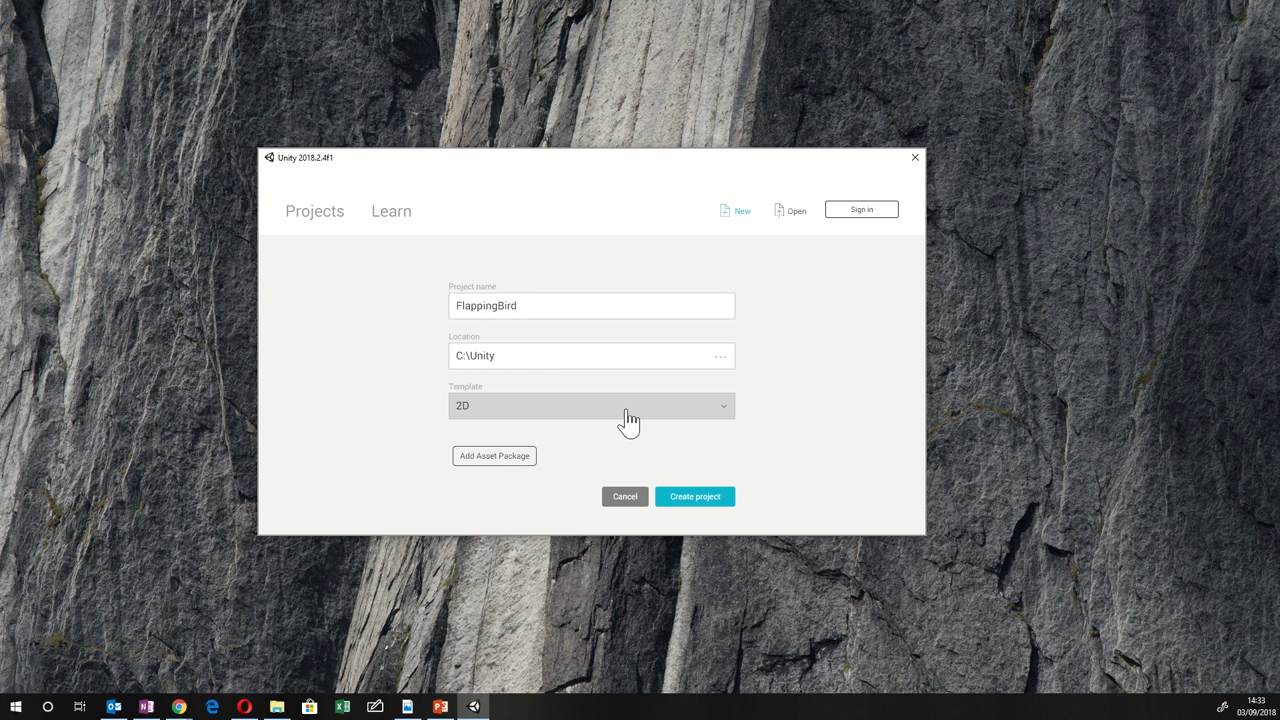 Unity 2018.2.4f1
Projects
Learn
New
Open
Sign in
Project name
FlappingBird
Location
C:\Unity
...
Template
2D
Add Asset Package
Cancel
Create project
14:33
03/09/2018